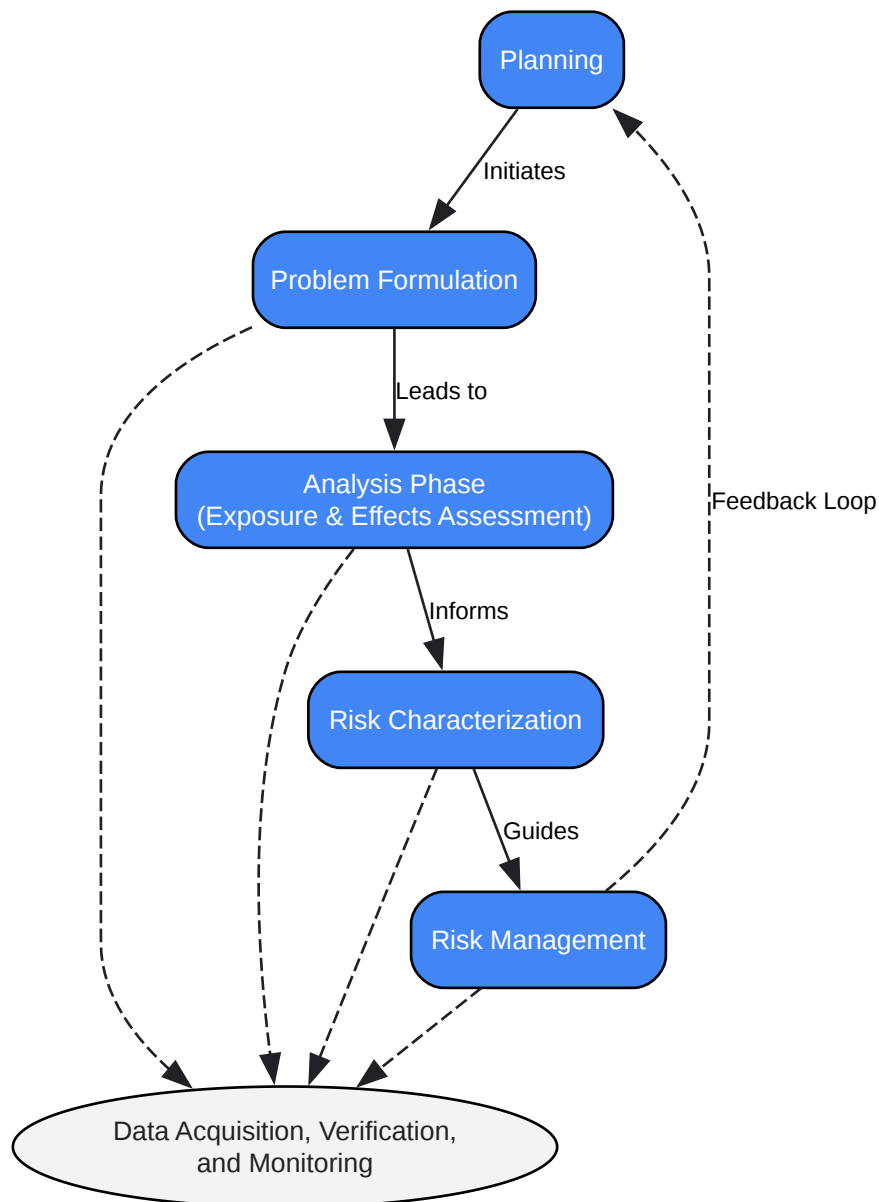 Planning
Initiates
Problem Formulation
Leads to
Analysis Phase
(Exposure & Effects Assessment)
Feedback Loop
Informs
Risk Characterization
Guides
Risk Management
Data Acquisition, Verification,
and Monitoring